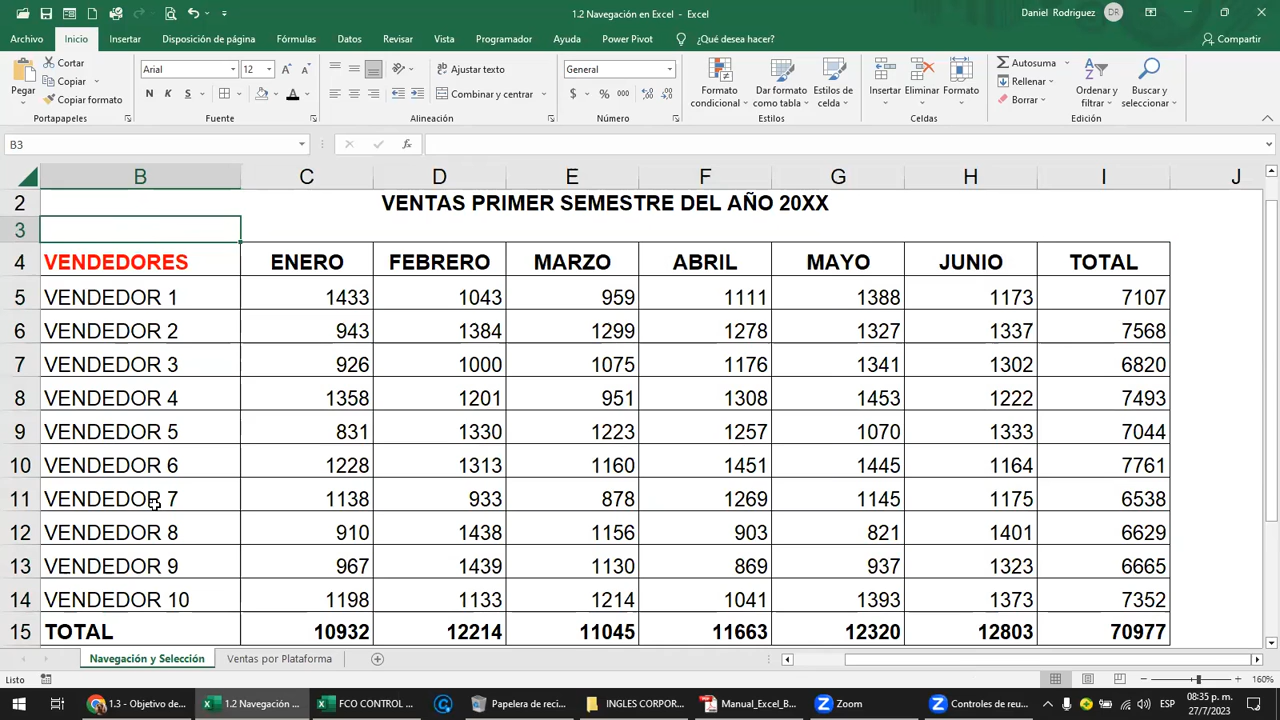 1.2 Navegación en Excel - Excel
Daniel Rodriguez DR
Archivo Inicio Insertar Disposición de página Fórmulas Datos Revisar Vista Programador Ayuda Power Pivot ¿Qué desea hacer? Compartir
Pegar
Cortar
Copiar
Copiar formato
Portapapeles
Arial 12
N K S
Fuente
Ajustar texto
Combinar y centrar
Alineación
General
$ % 000
Número
Formato condicional
Dar formato como tabla
Estilos de celda
Estilos
Insertar Eliminar Formato
Celdas
Autosuma
Rellenar
Borrar
Ordenar y filtrar
Buscar y seleccionar
Edición
B3 fx
B C D E F G H I J
2 VENTAS PRIMER SEMESTRE DEL AÑO 20XX
3
4 VENDEDORES ENERO FEBRERO MARZO ABRIL MAYO JUNIO TOTAL
5 VENDEDOR 1 1433 1043 959 1111 1388 1173 7107
6 VENDEDOR 2 943 1384 1299 1278 1327 1337 7568
7 VENDEDOR 3 926 1000 1075 1176 1341 1302 6820
8 VENDEDOR 4 1358 1201 951 1308 1453 1222 7493
9 VENDEDOR 5 831 1330 1223 1257 1070 1333 7044
10 VENDEDOR 6 1228 1313 1160 1451 1445 1164 7761
11 VENDEDOR 7 1138 933 878 1269 1145 1175 6538
12 VENDEDOR 8 910 1438 1156 903 821 1401 6629
13 VENDEDOR 9 967 1439 1130 869 937 1323 6665
14 VENDEDOR 10 1198 1133 1214 1041 1393 1373 7352
15 TOTAL 10932 12214 11045 11663 12320 12803 70977
Navegación y Selección Ventas por Plataforma
Listo 160%
1.3 - Objetivo de... 1.2 Navegación ... FCO CONTROL ... Papelera de reci... INGLES CORPOR... Manual_Excel_B... Zoom Controles de reu... ESP
08:35 p. m.
27/7/2023